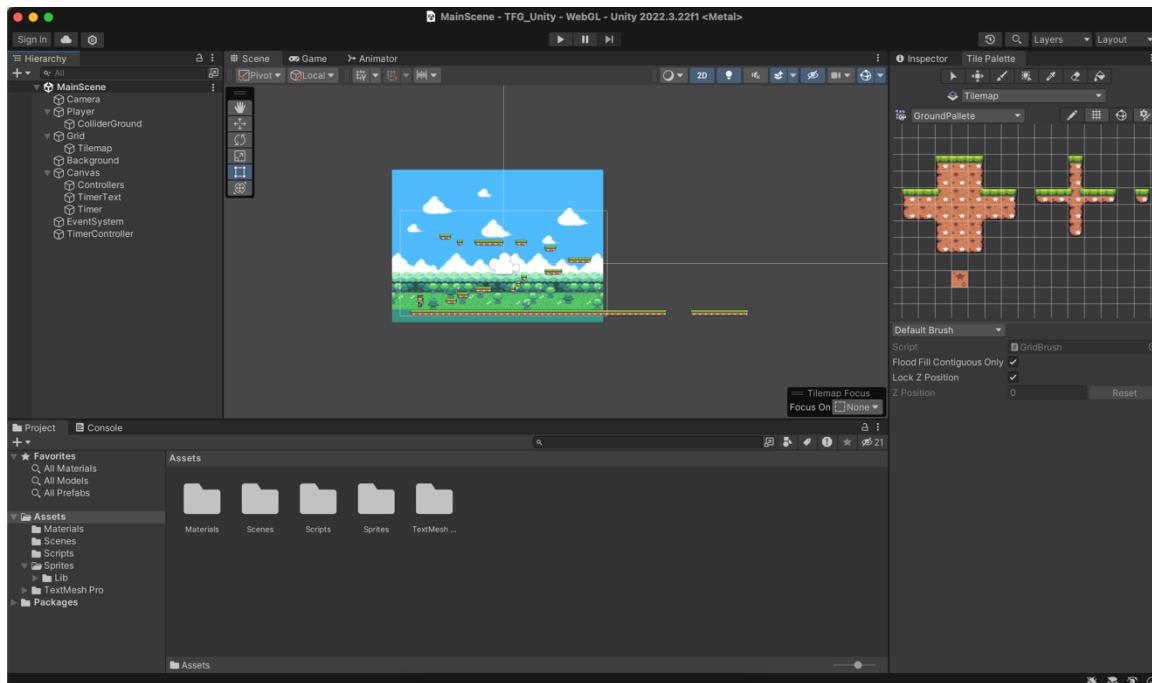 MainScene - TFG_Unity - WebGL - Unity 2022.3.22f1 <Metal>
Sign in
Layers
Layout
Hierarchy
All
MainScene
Camera
Player
ColliderGround
Grid
Tilemap
Background
Canvas
Controllers
TimerText
Timer
EventSystem
TimerController
Scene
Game
Animator
Pivot
Local
2D
Tilemap Focus
Focus On
None
Inspector
Tile Palette
Tilemap
GroundPallete
Default Brush
Script
GridBrush
Flood Fill Contiguous Only
Lock Z Position
Z Position
0
Reset
Project
Console
21
Favorites
All Materials
All Models
All Prefabs
Assets
Materials
Scenes
Scripts
Sprites
Lib
TextMesh Pro
Packages
Assets
Materials
Scenes
Scripts
Sprites
TextMesh ...
Assets